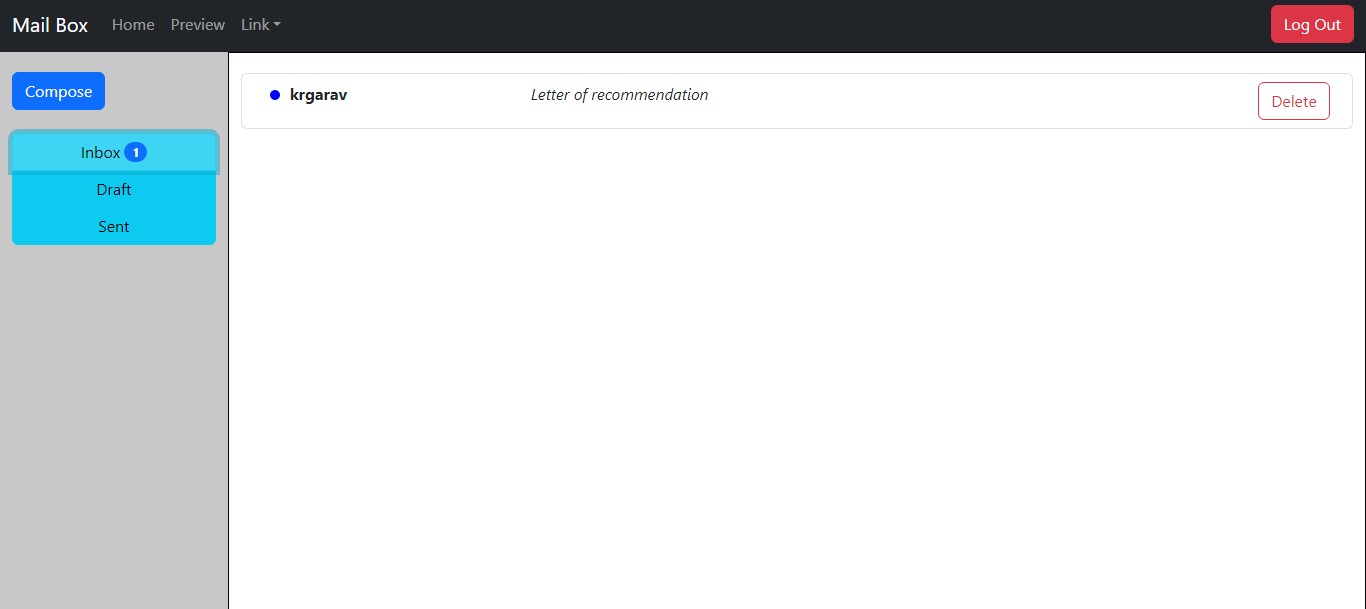 Mail Box Home Preview Link Log Out
Compose
Inbox 1
Draft
Sent
krgarav Letter of recommendation Delete